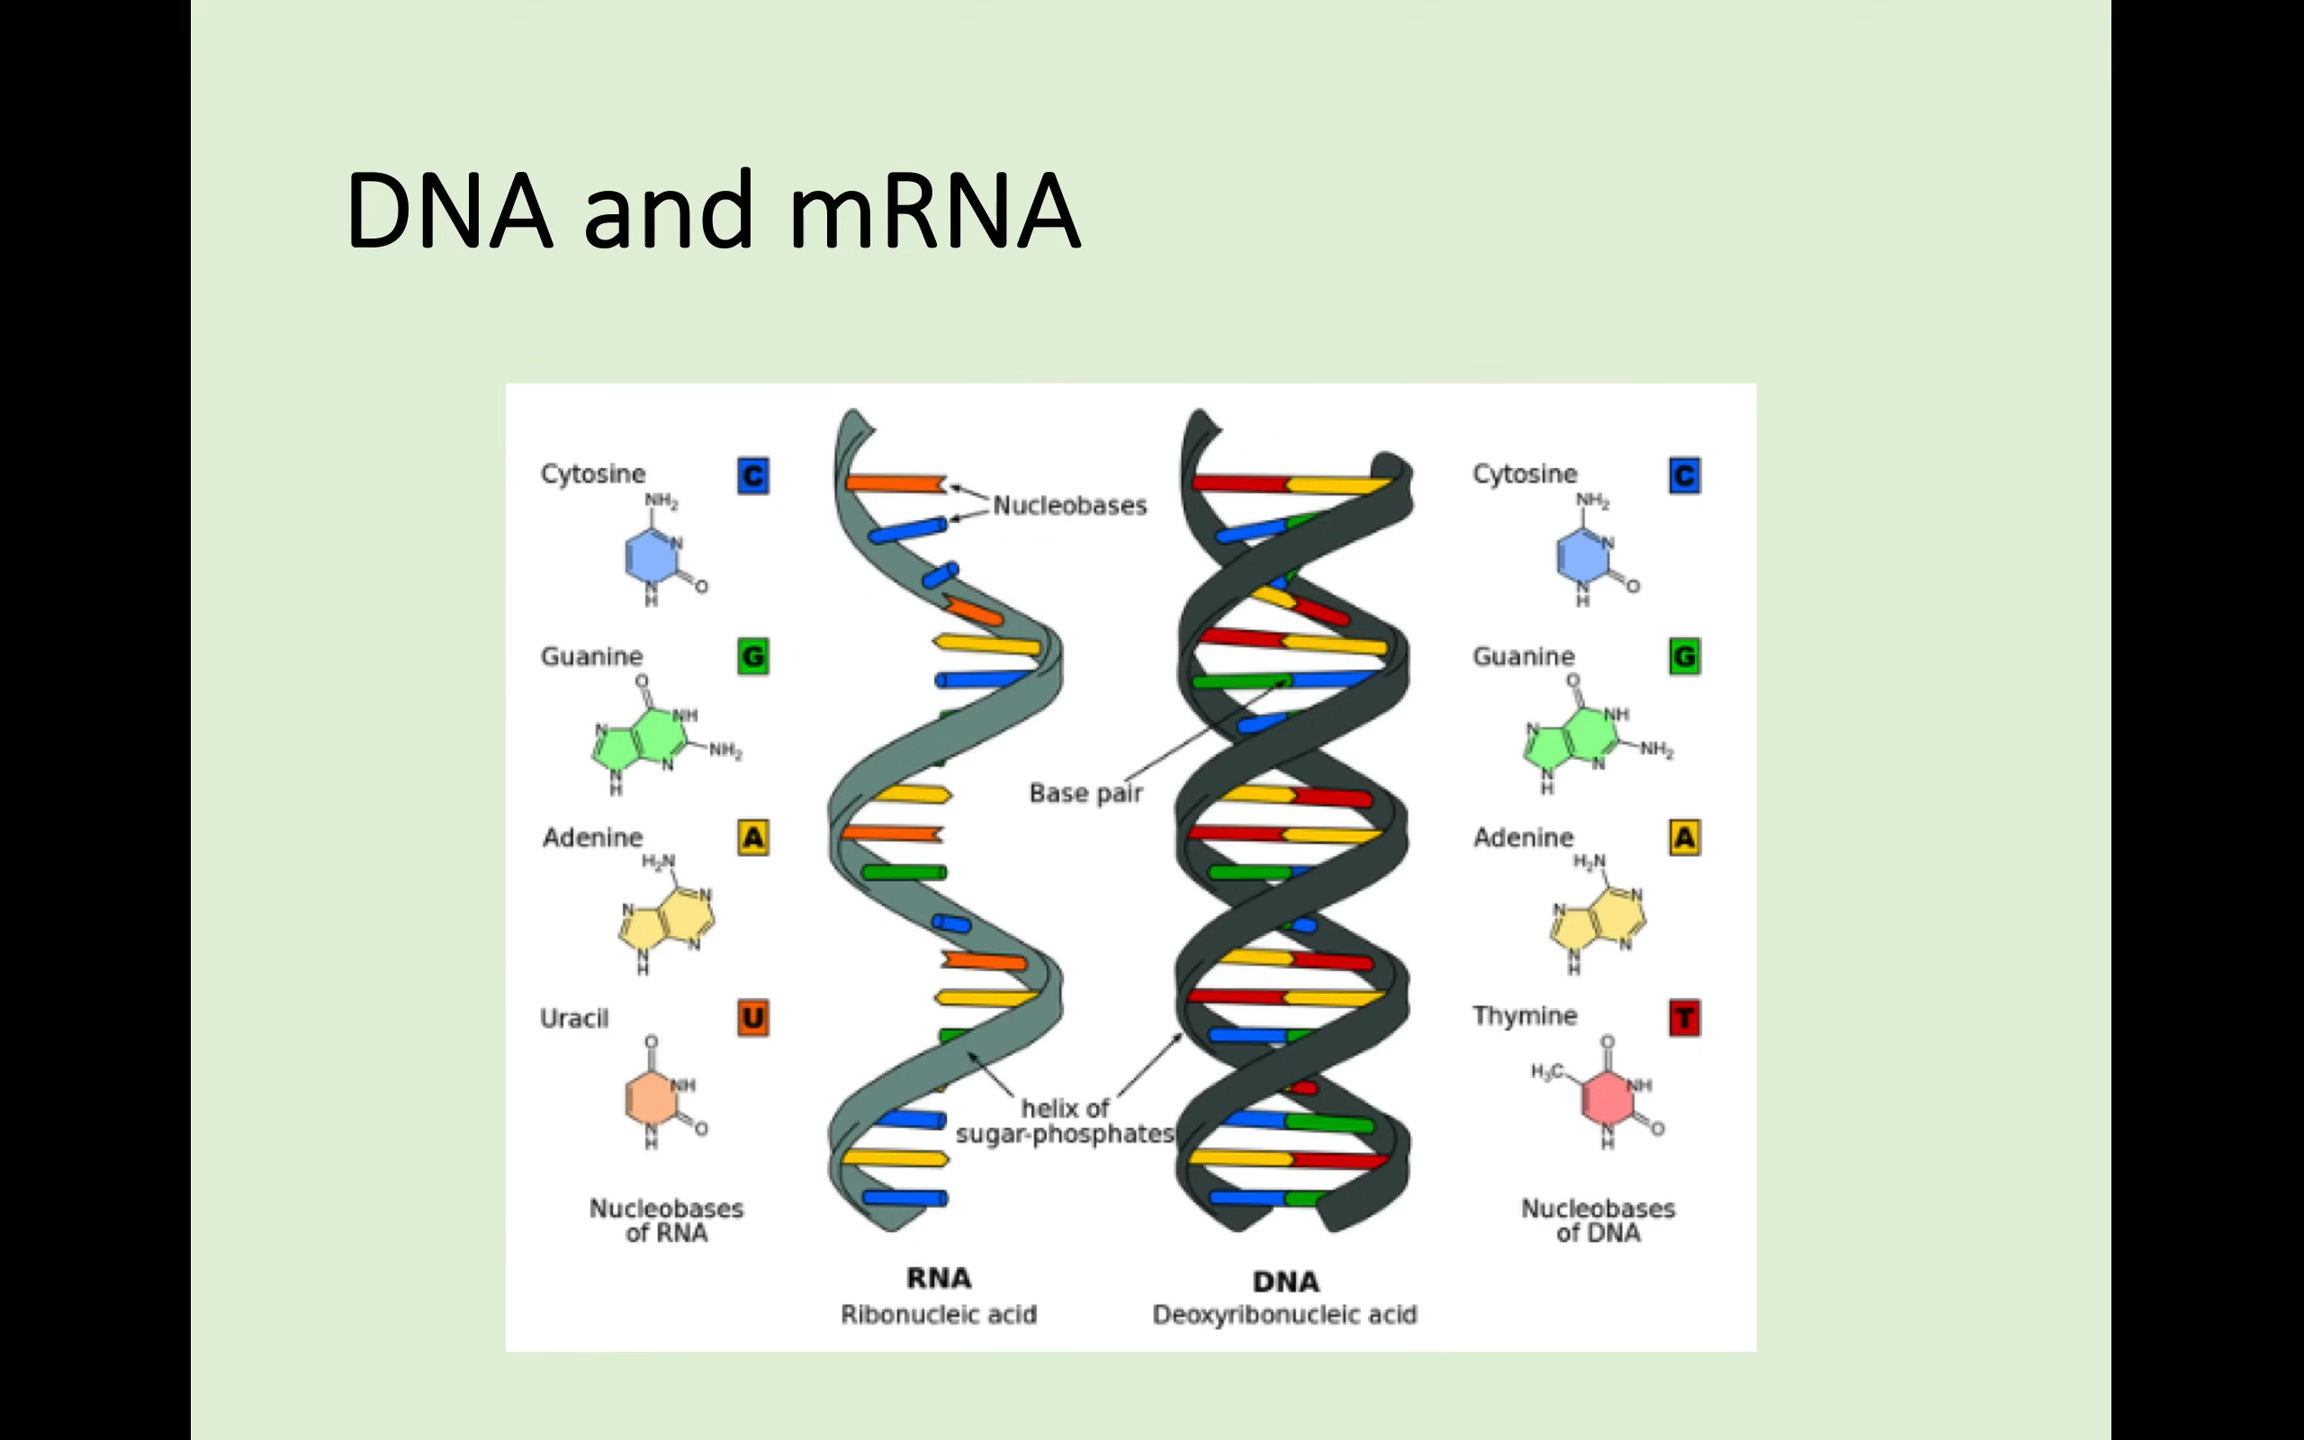 DNA and mRNA
Cytosine
C
NH2
N
N
H
O
Guanine
G
O
N
NH
N
H
N
NH2
Adenine
A
H2N
N
N
N
H
N
Uracil
U
O
NH
N
H
O
Nucleobases
of RNA
Nucleobases
Base pair
helix of
sugar-phosphates
RNA
Ribonucleic acid
DNA
Deoxyribonucleic acid
Cytosine
C
NH2
N
N
H
O
Guanine
G
O
N
NH
N
H
N
NH2
Adenine
A
H2N
N
N
N
H
N
Thymine
T
O
H3C
NH
N
H
O
Nucleobases
of DNA